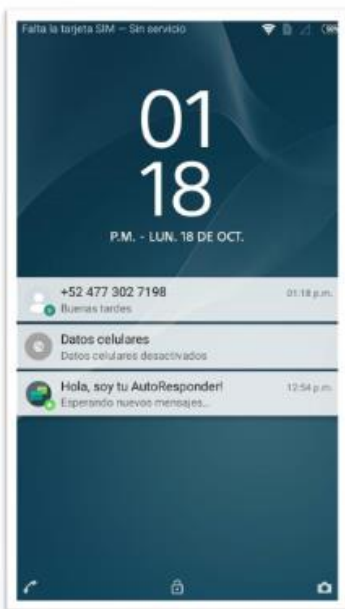 Falta la tarjeta SIM — Sin servicio
01
18
P.M. - LUN. 18 DE OCT.
+52 477 302 7198
01:18 p.m.
Buenas tardes
Datos celulares
Datos celulares desactivados
Hola, soy tu AutoResponder!
12:54 p.m.
Esperando nuevos mensajes...